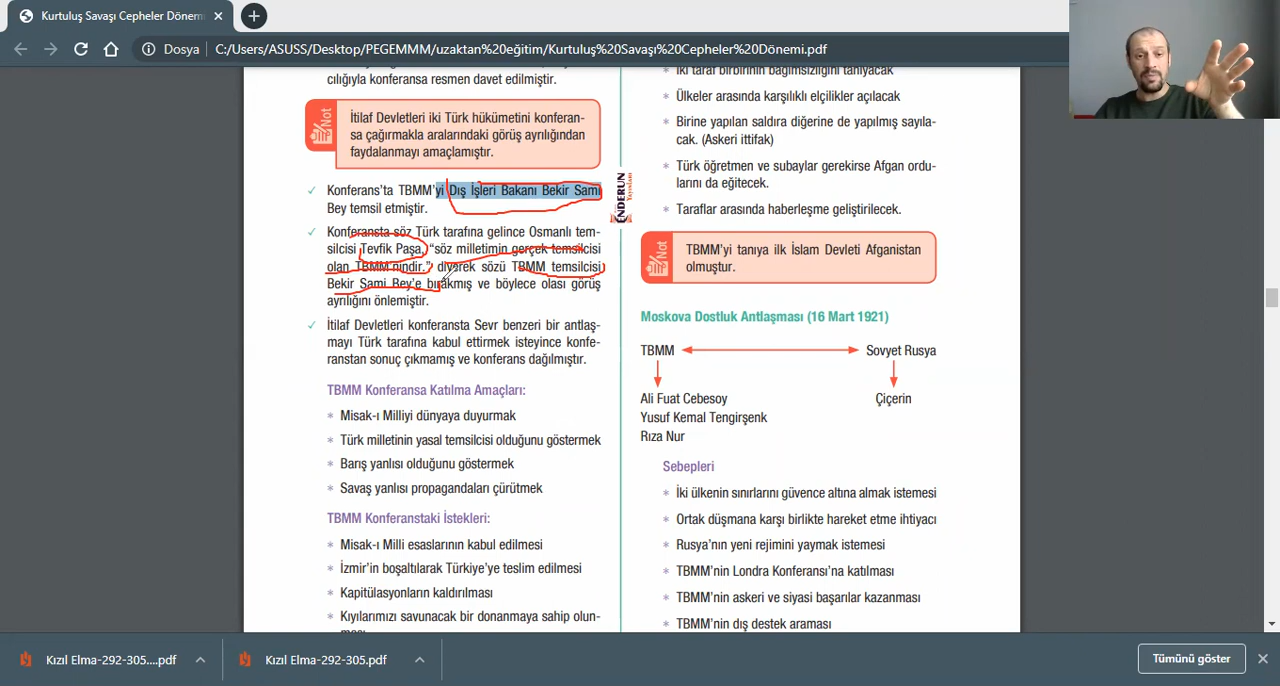 Kurtuluş Savaşı Cepheler Dönem
Dosya
C:/Users/ASUSS/Desktop/PEGEMMM/uzaktan%20eğitim/Kurtuluş%20Savaşı%20Cepheler%20Dönemi.pdf
cılığıyla konferansa resmen davet edilmiştir.
Not
İtilaf Devletleri iki Türk hükümetini konferan-
sa çağırmakla aralarındaki görüş ayrılığından
faydalanmayı amaçlamıştır.
✓ Konferans'ta TBMM'yi Dış İşleri Bakanı Bekir Sami
Bey temsil etmiştir.
✓ Konferansta söz Türk tarafına gelince Osmanlı tem-
silcisi Tevfik Paşa, “söz milletimin gerçek temsilcisi
olan TBMM'nindir.” diyerek sözü TBMM temsilcisi
Bekir Sami Bey'e bırakmış ve böylece olası görüş
ayrılığını önlemiştir.
✓ İtilaf Devletleri konferansta Sevr benzeri bir antlaş-
mayı Türk tarafına kabul ettirmek isteyince konfe-
ranstan sonuç çıkmamış ve konferans dağılmıştır.
TBMM Konferansa Katılma Amaçları:
* Misak-ı Milliyi dünyaya duyurmak
* Türk milletinin yasal temsilcisi olduğunu göstermek
* Barış yanlısı olduğunu göstermek
* Savaş yanlısı propagandaları çürütmek
TBMM Konferanstaki İstekleri:
* Misak-ı Milli esaslarının kabul edilmesi
* İzmir'in boşaltılarak Türkiye'ye teslim edilmesi
* Kapitülasyonların kaldırılması
* Kıyılarımızı savunacak bir donanmaya sahip olun-
ması
ENDERUN
Yayınları
* İki taraf birbirinin bağımsızlığını tanıyacak
* Ülkeler arasında karşılıklı elçilikler açılacak
* Birine yapılan saldıra diğerine de yapılmış sayıla-
cak. (Askeri ittifak)
* Türk öğretmen ve subaylar gerekirse Afgan ordu-
larını da eğitecek.
* Taraflar arasında haberleşme geliştirilecek.
Not
TBMM'yi tanıya ilk İslam Devleti Afganistan
olmuştur.
Moskova Dostluk Antlaşması (16 Mart 1921)
TBMM Sovyet Rusya
Ali Fuat Cebesoy Çiçerin
Yusuf Kemal Tengirşenk
Rıza Nur
Sebepleri
* İki ülkenin sınırlarını güvence altına almak istemesi
* Ortak düşmana karşı birlikte hareket etme ihtiyacı
* Rusya'nın yeni rejimini yaymak istemesi
* TBMM'nin Londra Konferansı'na katılması
* TBMM'nin askeri ve siyasi başarılar kazanması
* TBMM'nin dış destek araması
Kızıl Elma-292-305....pdf
Kızıl Elma-292-305.pdf
Tümünü göster